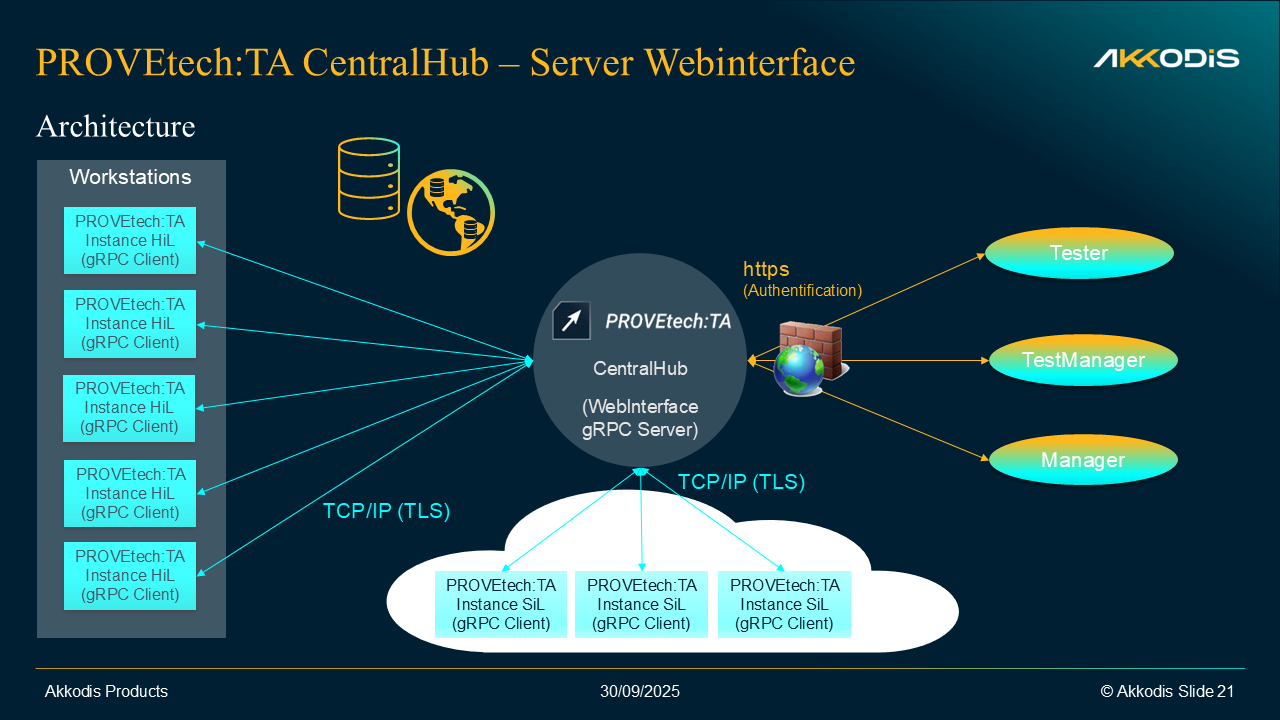 PROVEtech:TA CentralHub – Server Webinterface
AKKODiS
Architecture
Workstations
PROVEtech:TA
Instance HiL
(gRPC Client)
PROVEtech:TA
Instance HiL
(gRPC Client)
PROVEtech:TA
Instance HiL
(gRPC Client)
PROVEtech:TA
Instance HiL
(gRPC Client)
PROVEtech:TA
Instance HiL
(gRPC Client)
TCP/IP (TLS)
PROVEtech:TA
CentralHub
(WebInterface
gRPC Server)
https
(Authentification)
Tester
TestManager
Manager
TCP/IP (TLS)
PROVEtech:TA
Instance SiL
(gRPC Client)
PROVEtech:TA
Instance SiL
(gRPC Client)
PROVEtech:TA
Instance SiL
(gRPC Client)
Akkodis Products
30/09/2025
© Akkodis Slide 21